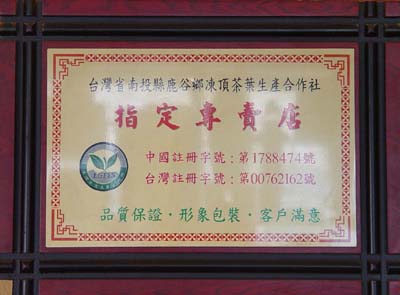 台灣省南投縣鹿谷鄉凍頂茶葉生產合作社
指定專賣店
中國註冊字號:第1788474號
台灣註冊字號:第00762162號
品質保證·形象包裝·客戶滿意